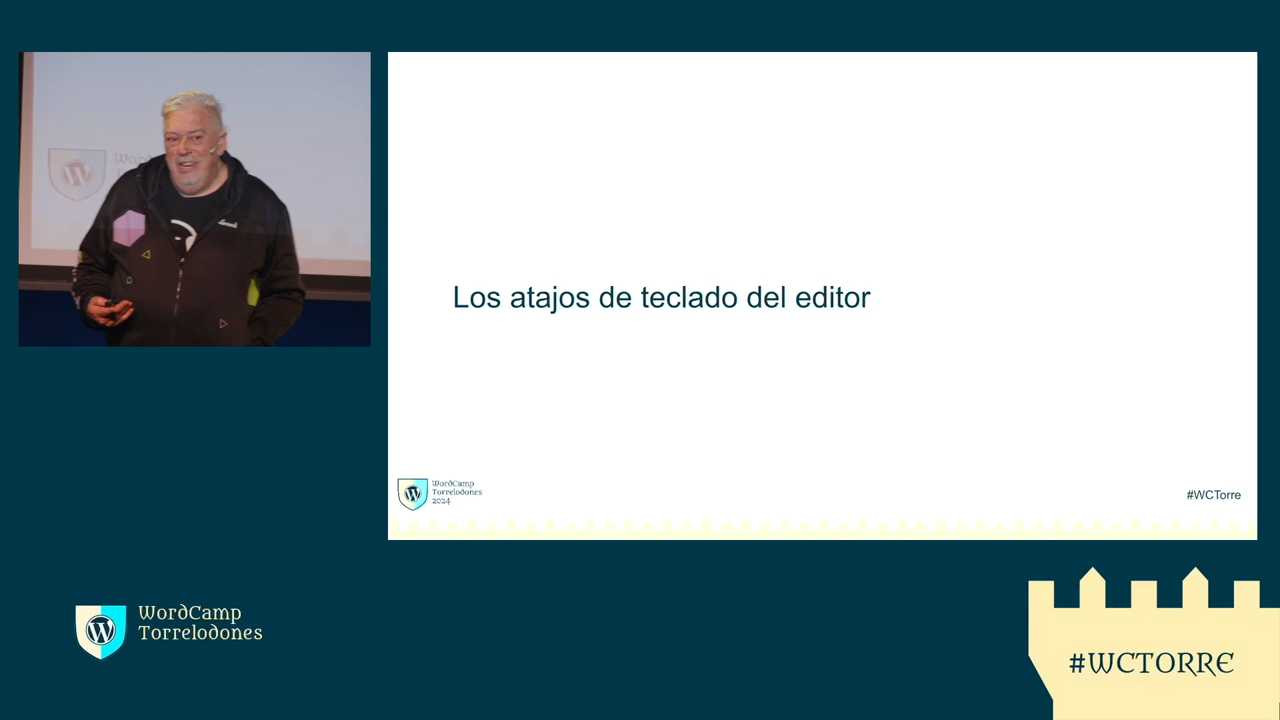 Los atajos de teclado del editor
WordCamp
Torrelodones
2024
#WCTorre
WordCamp
Torrelodones
#WCTORRE